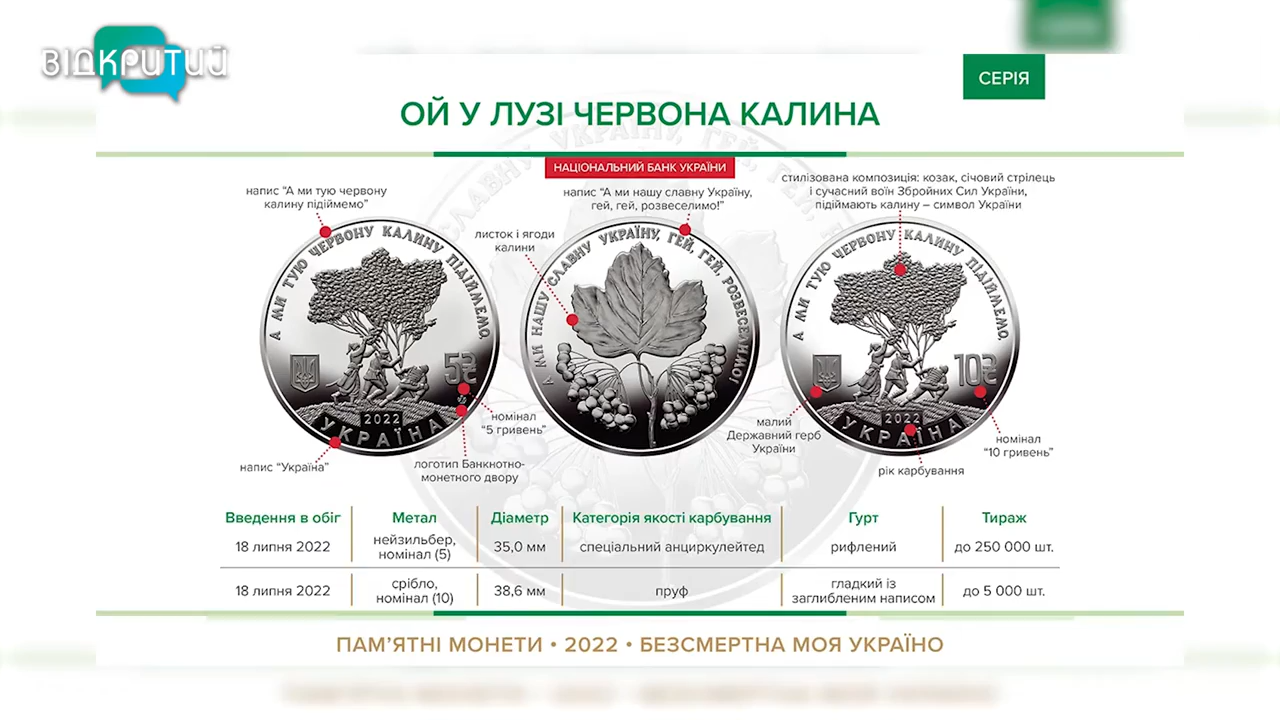 ВІДКРИТИЙ
СЕРІЯ
ОЙ У ЛУЗІ ЧЕРВОНА КАЛИНА
НАЦІОНАЛЬНИЙ БАНК УКРАЇНИ
напис “А ми тую червону
калину підіймемо”
листок і ягоди
калини
напис “А ми нашу славну Україну,
гей, гей, розвеселимо!”
стилізована композиція: козак, січовий стрілець
і сучасний воїн Збройних Сил України,
підіймають калину – символ України
А МИ ТУЮ ЧЕРВОНУ КАЛИНУ ПІДІЙМЕМО,
5₴
2022
УКРАЇНА
А МИ НАШУ СЛАВНУ УКРАЇНУ, ГЕЙ, ГЕЙ, РОЗВЕСЕЛИМО!
А МИ ТУЮ ЧЕРВОНУ КАЛИНУ ПІДІЙМЕМО,
10₴
2022
УКРАЇНА
номінал
“5 гривень”
напис “Україна”
логотип Банкнотно-
монетного двору
малий
Державний герб
України
рік карбування
номінал
“10 гривень”
Введення в обіг Метал Діаметр Категорія якості карбування Гурт Тираж
18 липня 2022 нейзильбер, номінал (5) 35,0 мм спеціальний анциркулейтед рифлений до 250 000 шт.
18 липня 2022 срібло, номінал (10) 38,6 мм пруф гладкий із заглибленим написом до 5 000 шт.
ПАМ’ЯТНІ МОНЕТИ • 2022 • БЕЗСМЕРТНА МОЯ УКРАЇНО